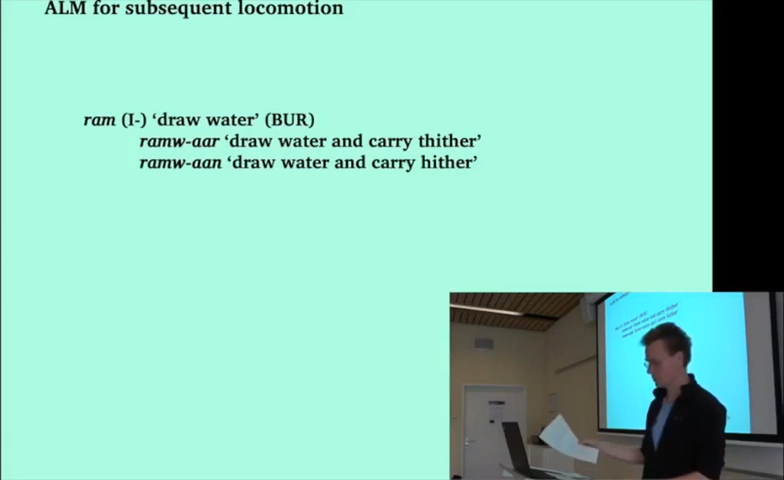 ALM for subsequent locomotion
ram (I-) ‘draw water’ (BUR)
ramw-aar ‘draw water and carry thither’
ramw-aan ‘draw water and carry hither’